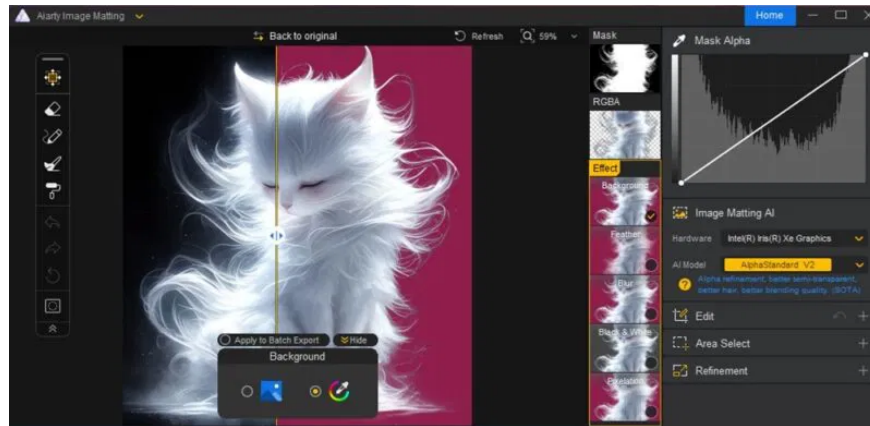 Aiarty Image Matting
Home
Back to original
Refresh
59%
Mask
RGBA
Effect
Background
Feather
Blur
Black & White
Pixelation
Mask Alpha
Image Matting AI
Hardware Intel(R) Iris(R) Xe Graphics
AI Model AlphaStandard V2
Alpha refinement, better semi-transparent,
better hair, better blending quality. (SOTA)
Edit
Area Select
Refinement
Apply to Batch Export
Hide
Background